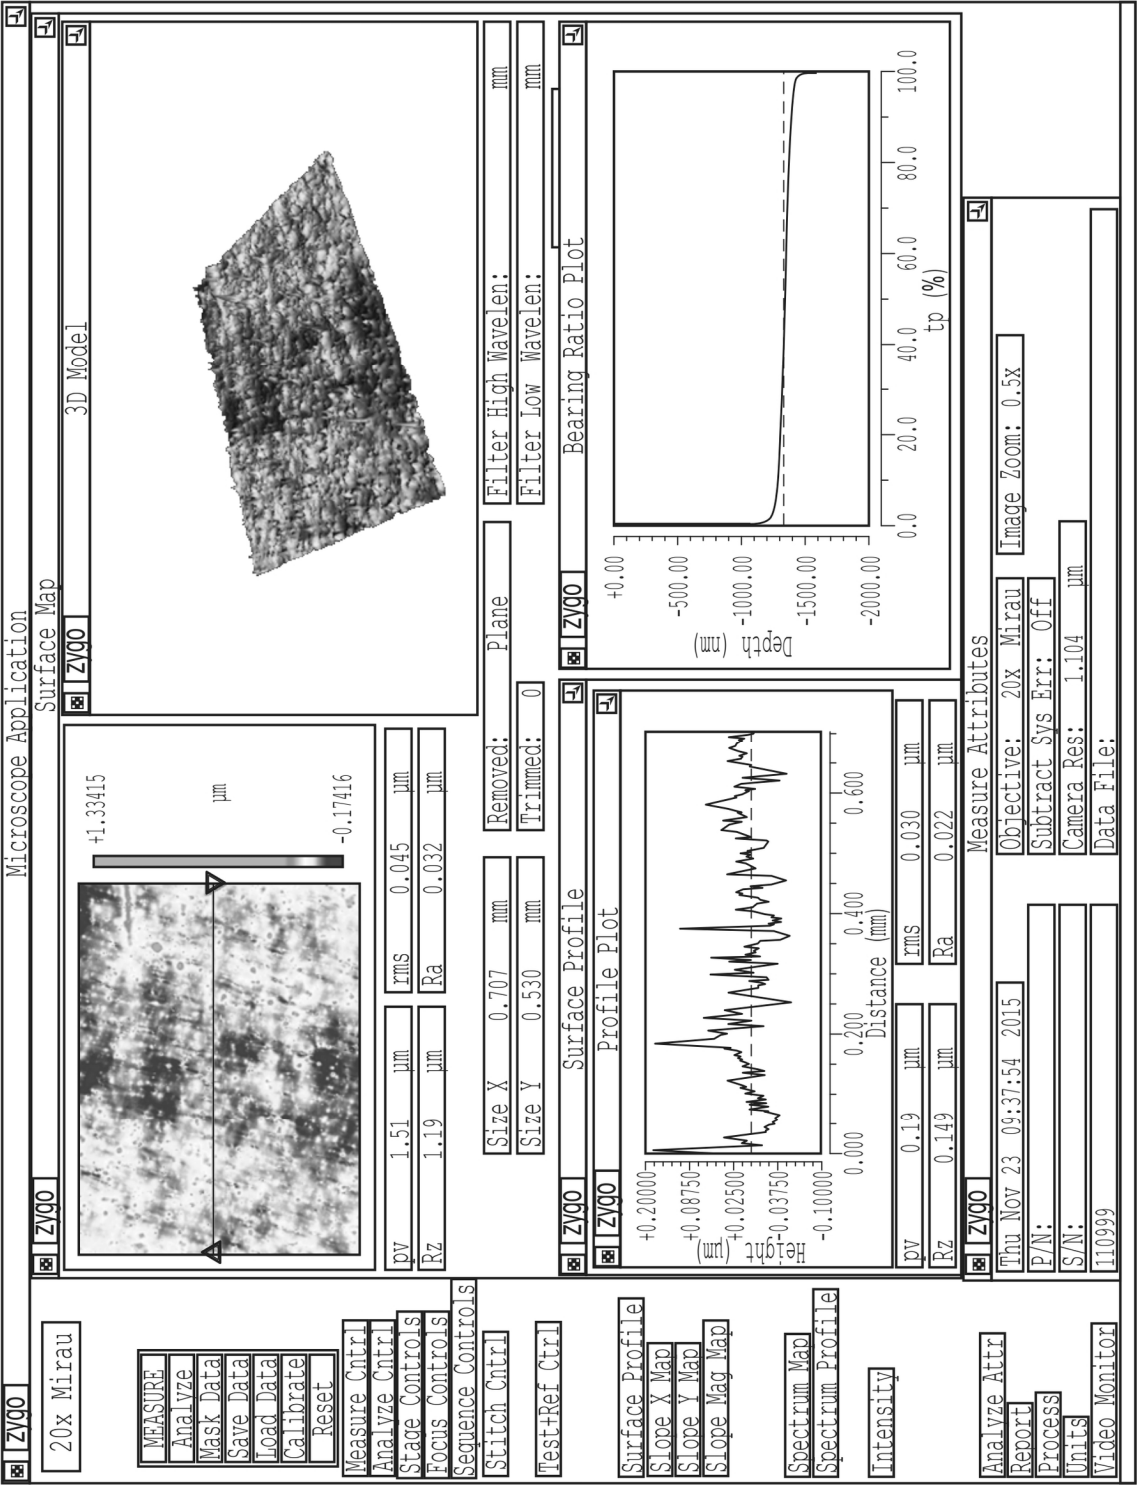 zygo
Microscope Application
20x Mirau
MEASURE
Analyze
Mask Data
Save Data
Load Data
Calibrate
Reset
Measure Cntrl
Analyze Cntrl
Stage Controls
Focus Controls
Sequence Controls
Stitch Cntrl
Test+Ref Ctrl
Surface Profile
Slope X Map
Slope Y Map
Slope Mag Map
Spectrum Map
Spectrum Profile
Intensity
Analyze Attr
Report
Process
Units
Video Monitor
zygo
Surface Map
+1.33415
μm
-0.17416
pv 1.51 μm
rms 0.045 μm
Rz 1.19 μm
Ra 0.032 μm
Size X 0.707 mm
Size Y 0.530 mm
zygo
3D Model
Removed: Plane
Trimmed: 0
Filter High Wavelen: mm
Filter Low Wavelen: mm
zygo
Surface Profile
zygo
Profile Plot
+0.20000
+0.08750
+0.02500
-0.03750
-0.10000
Height (μm)
0.000 0.200 0.400 0.600
Distance (mm)
pv 0.19 μm
rms 0.030 μm
Rz 0.149 μm
Ra 0.022 μm
zygo
Bearing Ratio Plot
+0.00
-500.00
-1000.00
-1500.00
-2000.00
Depth (nm)
0.0 20.0 40.0 60.0 80.0 100.0
tp (%)
zygo
Measure Attributes
Thu Nov 23 09:37:54 2015
P/N:
S/N:
110999
Objective: 20x Mirau
Image Zoom: 0.5x
Subtract Sys Err: Off
Camera Res: 1.104 μm
Data File: